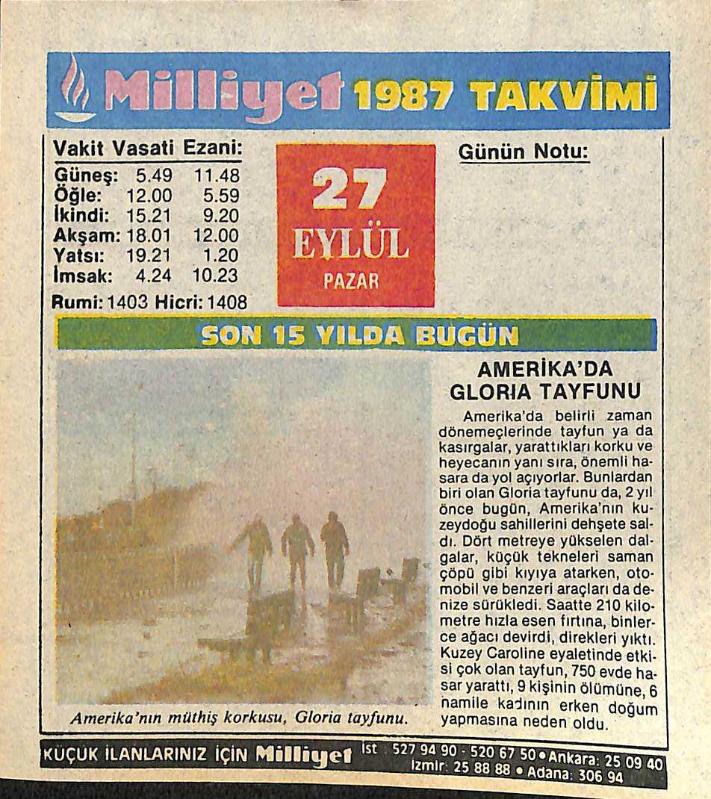 Milliyet 1987 TAKVİMİ
Vakit Vasati Ezani:
Güneş: 5.49 11.48
Öğle: 12.00 5.59
İkindi: 15.21 9.20
Akşam: 18.01 12.00
Yatsı: 19.21 1.20
İmsak: 4.24 10.23
Rumi: 1403 Hicri: 1408
27
EYLÜL
PAZAR
Günün Notu:
SON 15 YILDA BUGÜN
AMERİKA'DA
GLORIA TAYFUNU
Amerika'da belirli zaman
dönemeçlerinde tayfun ya da
kasırgalar, yarattıkları korku ve
heyecanın yanı sıra, önemli ha-
sara da yol açıyorlar. Bunlardan
biri olan Gloria tayfunu da, 2 yıl
önce bugün, Amerika'nın ku-
zeydoğu sahillerini dehşete sal-
dı. Dört metreye yükselen dal-
galar, küçük tekneleri saman
çöpü gibi kıyıya atarken, oto-
mobil ve benzeri araçları da de-
nize sürükledi. Saatte 210 kilo-
metre hızla esen fırtına, binler-
ce ağacı devirdi, direkleri yıktı.
Kuzey Caroline eyaletinde etki-
si çok olan tayfun, 750 evde ha-
sar yarattı, 9 kişinin ölümüne, 6
namile kadının erken doğum
yapmasına neden oldu.
Amerika'nın müthiş korkusu, Gloria tayfunu.
KÜÇÜK İLANLARINIZ İÇİN Milliyet
İst : 527 94 90 - 520 67 50 • Ankara: 25 09 40
İzmir: 25 88 88 • Adana: 306 94